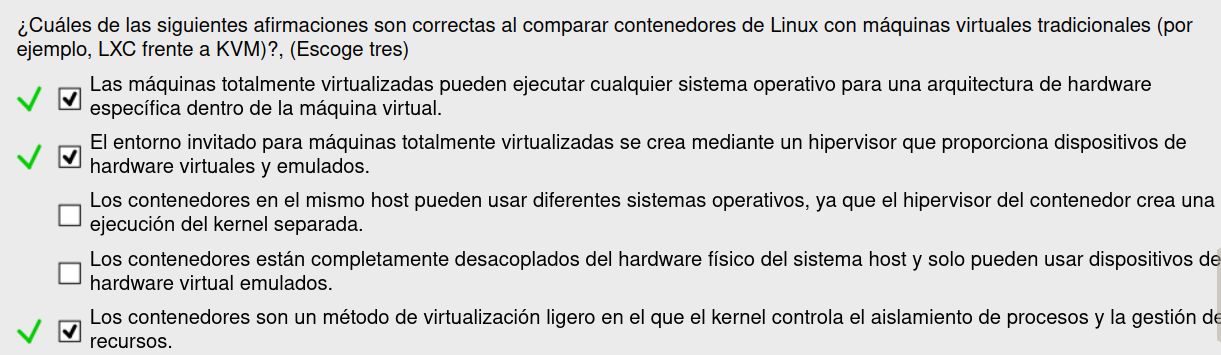 ¿Cuáles de las siguientes afirmaciones son correctas al comparar contenedores de Linux con máquinas virtuales tradicionales (por
ejemplo, LXC frente a KVM)?, (Escoge tres)
Las máquinas totalmente virtualizadas pueden ejecutar cualquier sistema operativo para una arquitectura de hardware
específica dentro de la máquina virtual.
El entorno invitado para máquinas totalmente virtualizadas se crea mediante un hipervisor que proporciona dispositivos de
hardware virtuales y emulados.
Los contenedores en el mismo host pueden usar diferentes sistemas operativos, ya que el hipervisor del contenedor crea una
ejecución del kernel separada.
Los contenedores están completamente desacoplados del hardware físico del sistema host y solo pueden usar dispositivos de
hardware virtual emulados.
Los contenedores son un método de virtualización ligero en el que el kernel controla el aislamiento de procesos y la gestión de
recursos.